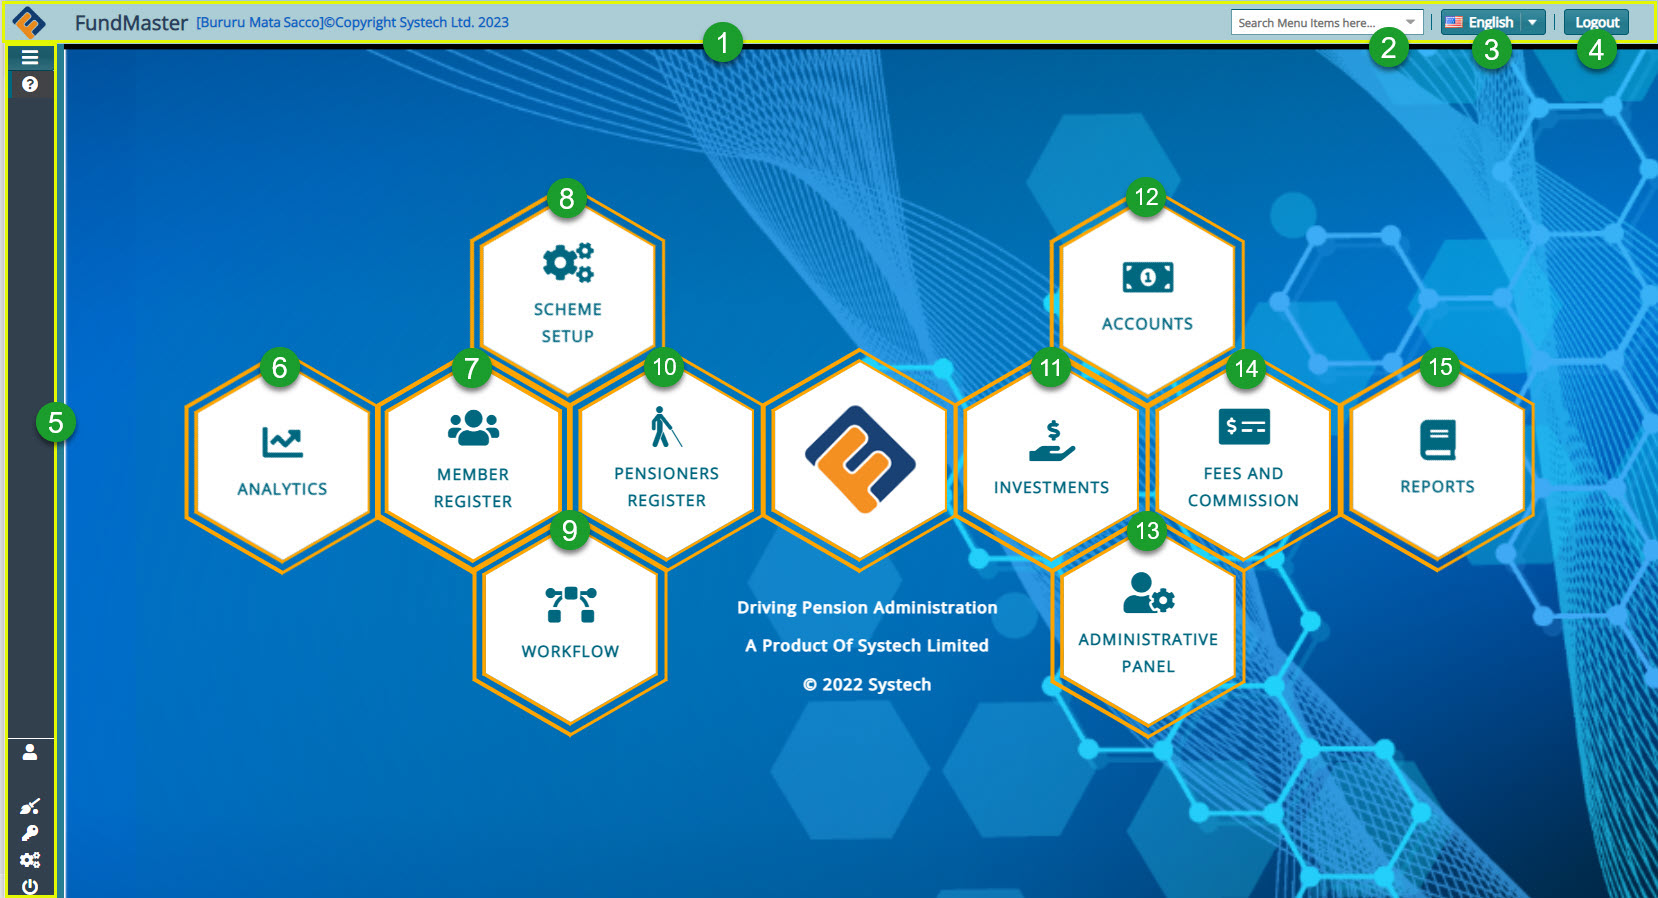 FundMaster [Bururu Mata Sacco]©Copyright Systech Ltd. 2023
Search Menu Items here...
English
Logout
1
2
3
4
5
8
SCHEME
SETUP
12
ACCOUNTS
6
ANALYTICS
7
MEMBER
REGISTER
10
PENSIONERS
REGISTER
11
INVESTMENTS
14
FEES AND
COMMISSION
15
REPORTS
9
WORKFLOW
13
ADMINISTRATIVE
PANEL
Driving Pension Administration
A Product Of Systech Limited
© 2022 Systech